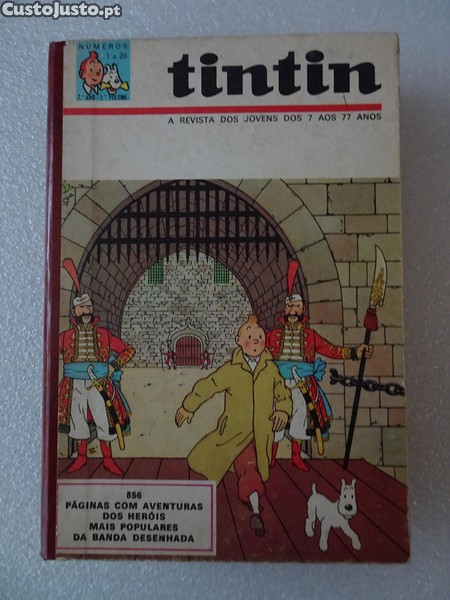 CustoJusto.pt
NÚMEROS
1 a 26
2.º ANO - 1.º VOLUME
tintin
A REVISTA DOS JOVENS DOS 7 AOS 77 ANOS
856
PÁGINAS COM AVENTURAS
DOS HERÓIS
MAIS POPULARES
DA BANDA DESENHADA